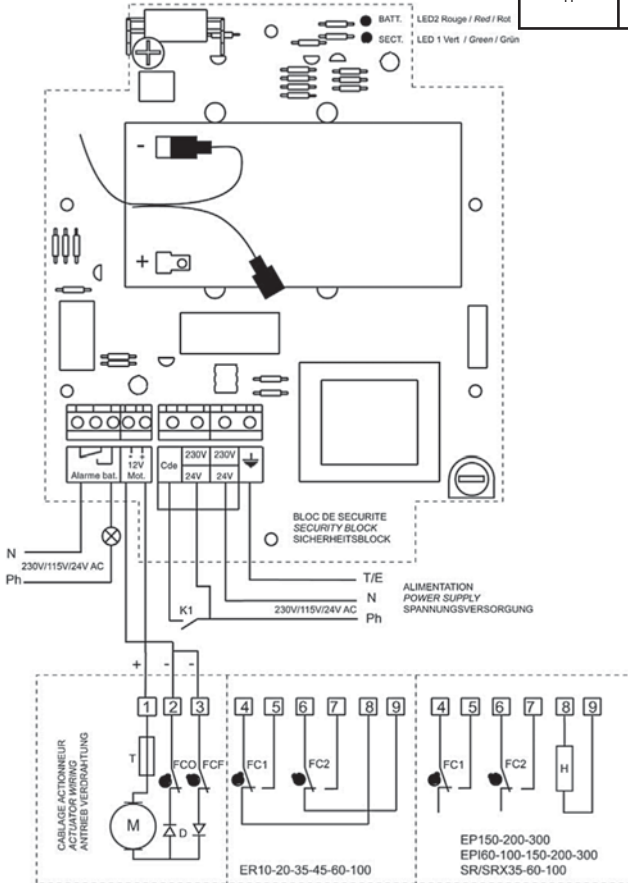 BATT. LED2 Rouge / Red / Rot
SECT. LED 1 Vert / Green / Grün
-
+
- +
Alarme bat.
12V
Mot.
Cde
230V 230V
24V 24V
BLOC DE SECURITE
SECURITY BLOCK
SICHERHEITSBLOCK
N
230V/115V/24V AC
Ph
T/E
N
230V/115V/24V AC
Ph
K1
ALIMENTATION
POWER SUPPLY
SPANNUNGSVERSORGUNG
+ - -
1 2 3 4 5 6 7 8 9 4 5 6 7 8 9
CABLAGE ACTIONNEUR
ACTUATOR WIRING
ANTRIEB VERDRAHTUNG
T
FCO FCF FC1 FC2 FC1 FC2 H
M
D
ER10-20-35-45-60-100
EP150-200-300
EPI60-100-150-200-300
SR/SRX35-60-100